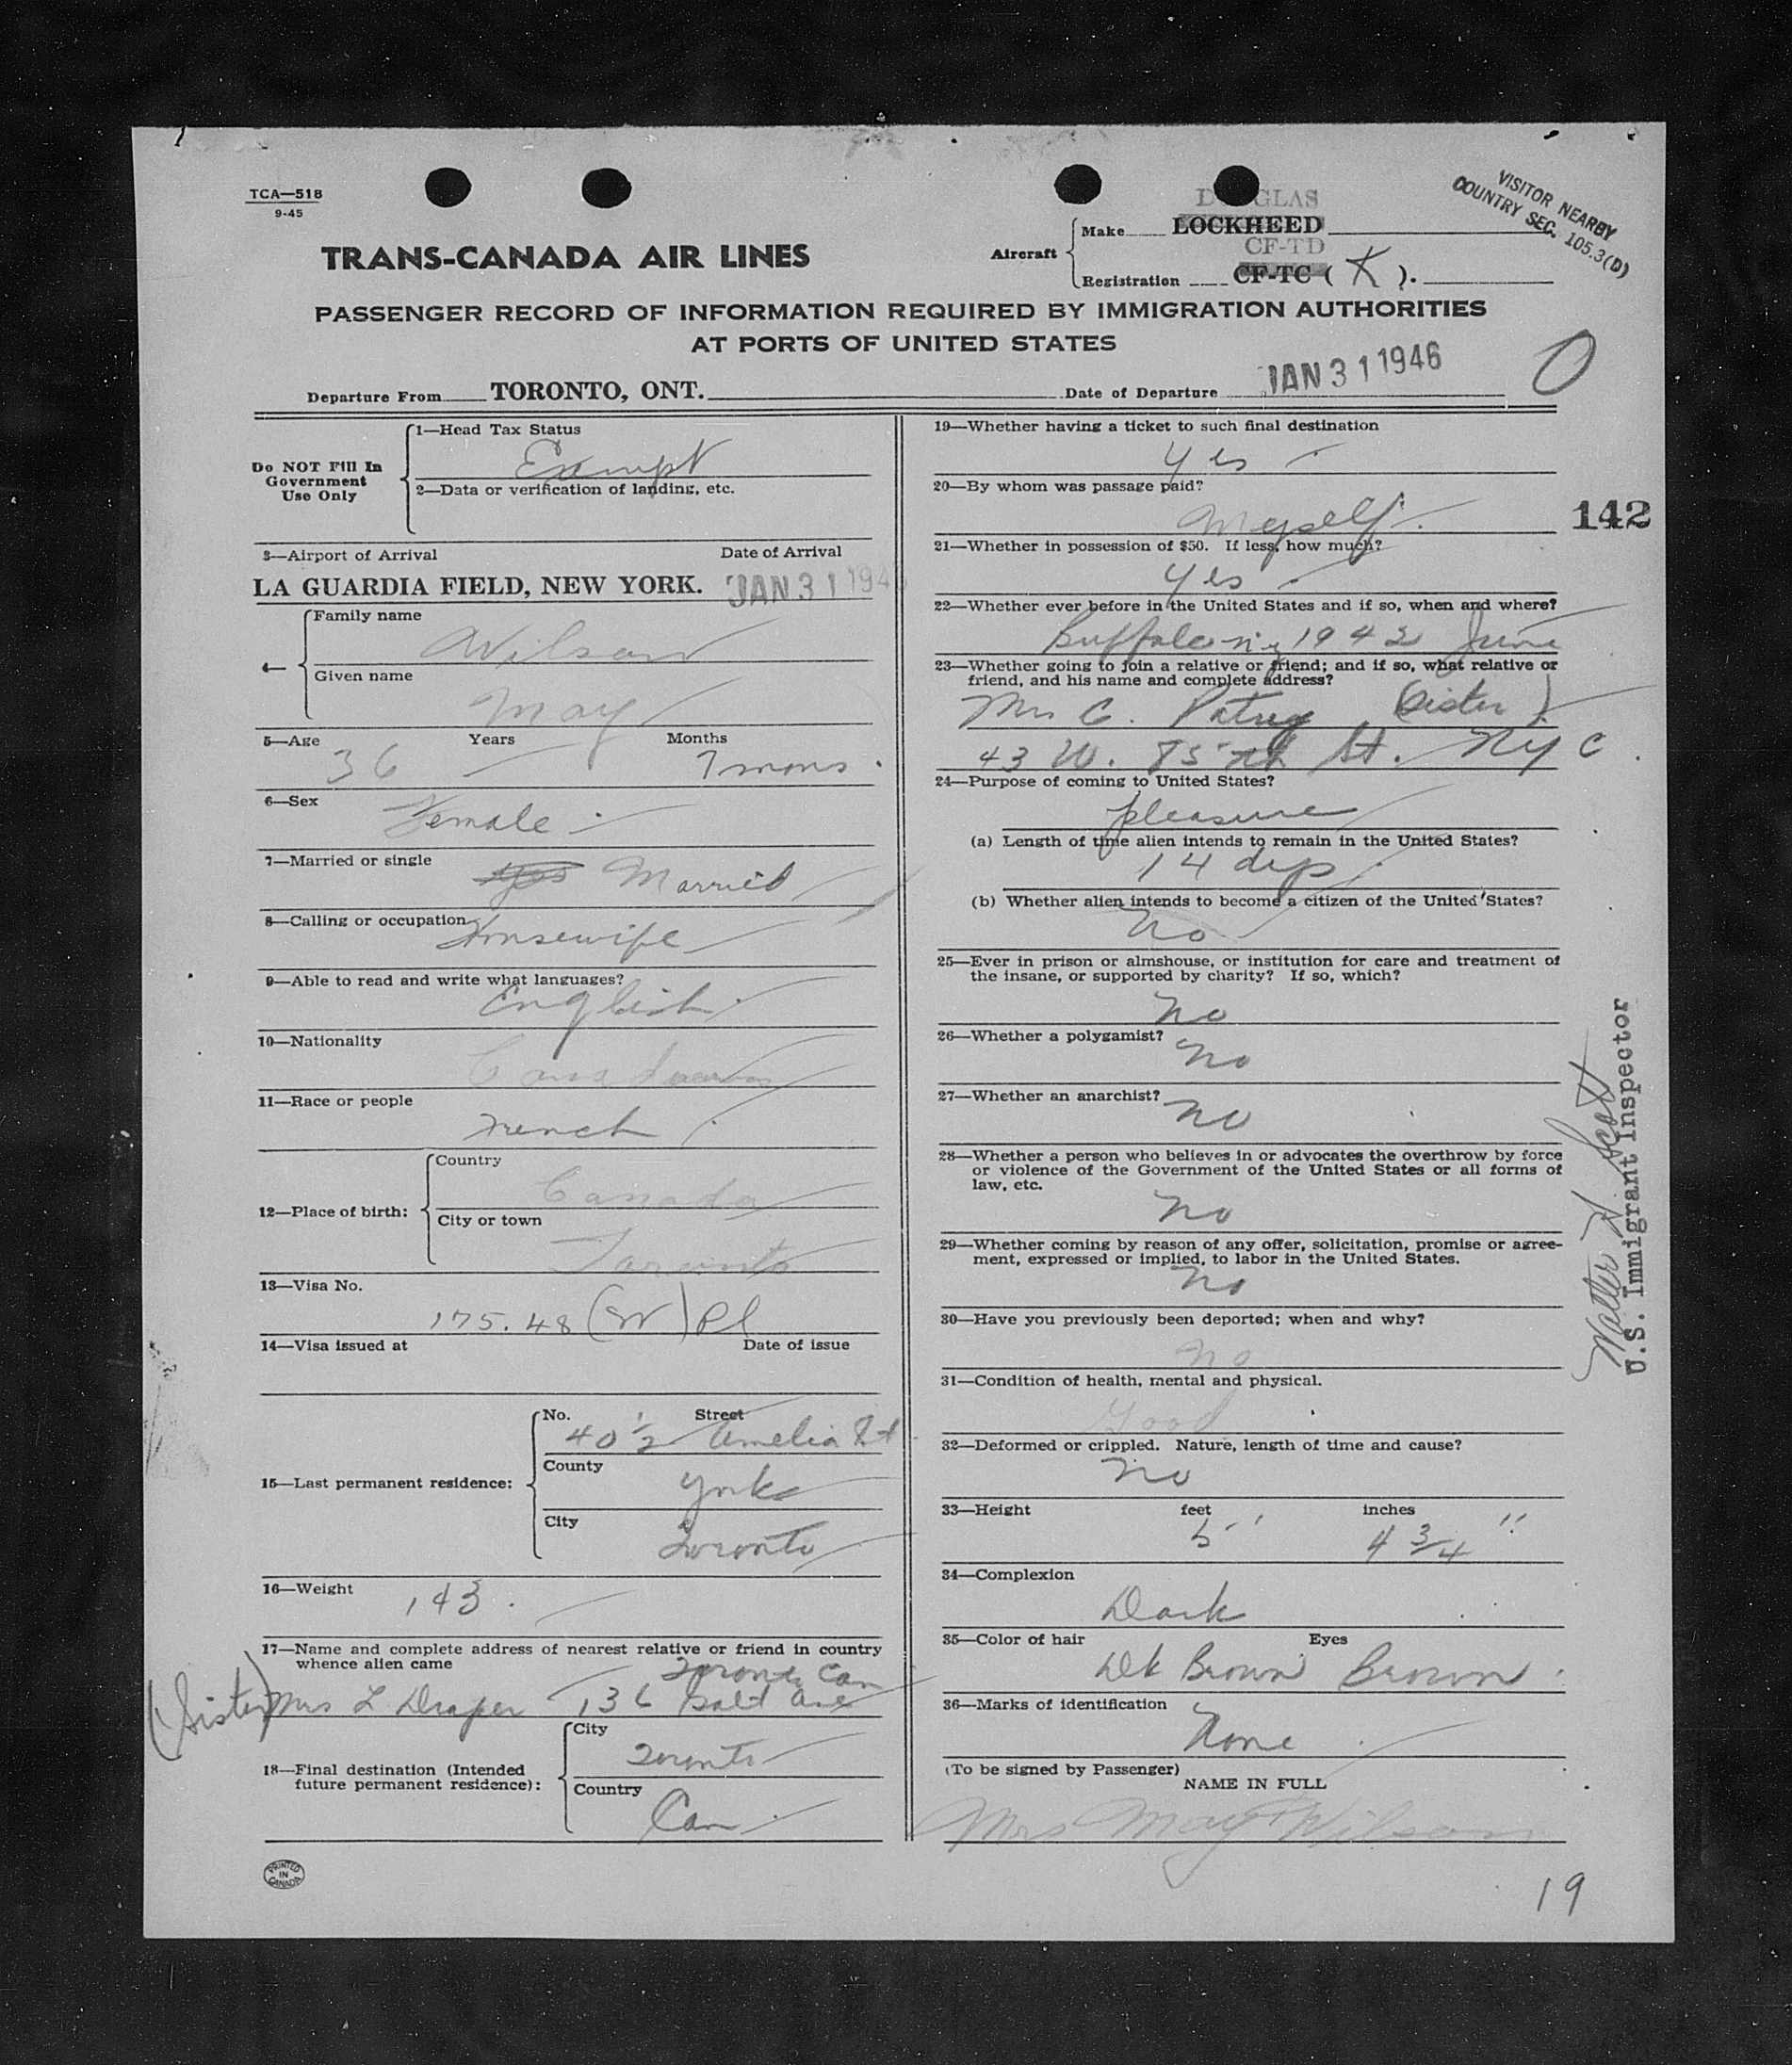 TCA—518
9-45
DOUGLAS
Make LOCKHEED
CF-TD
Aircraft
Registration CF-TC ( K ).
VISITOR NEARBY
COUNTRY SEC. 105.3(D)
TRANS-CANADA AIR LINES
PASSENGER RECORD OF INFORMATION REQUIRED BY IMMIGRATION AUTHORITIES
AT PORTS OF UNITED STATES
Departure From TORONTO, ONT. Date of Departure JAN 31 1946
O
Do NOT Fill In
Government
Use Only
1—Head Tax Status
Exempt
2—Data or verification of landing, etc.
3—Airport of Arrival Date of Arrival
LA GUARDIA FIELD, NEW YORK. JAN 31 194
4—
Family name
Wilson
Given name
May
5—Age Years Months
36 7 mons.
6—Sex
Female
7—Married or single
yes Married
8—Calling or occupation
Housewife
9—Able to read and write what languages?
English
10—Nationality
Canadian
11—Race or people
French
12—Place of birth:
Country
Canada
City or town
Toronto
13—Visa No.
175.48 (W) Pl
14—Visa issued at Date of issue
15—Last permanent residence:
No. Street
40 1/2 Amelia St
County
York
City
Toronto
16—Weight
143.
17—Name and complete address of nearest relative or friend in country
whence alien came
Toronto Can
(Sister) Mrs L Draper 136 Galt Ave
18—Final destination (Intended
future permanent residence):
City
Toronto
Country
Can.
PRINTED
IN
CANADA
19—Whether having a ticket to such final destination
Yes
20—By whom was passage paid?
Myself.
142
21—Whether in possession of $50. If less, how much?
Yes
22—Whether ever before in the United States and if so, when and where?
Buffalo N.Y. 1942 June
23—Whether going to join a relative or friend; and if so, what relative or
friend, and his name and complete address?
Mrs C. (Sister)
43 W. 85th St. NYC.
24—Purpose of coming to United States?
pleasure
(a) Length of time alien intends to remain in the United States?
14 dys.
(b) Whether alien intends to become a citizen of the United States?
No
25—Ever in prison or almshouse, or institution for care and treatment of
the insane, or supported by charity? If so, which?
No
26—Whether a polygamist?
No
27—Whether an anarchist?
No
28—Whether a person who believes in or advocates the overthrow by force
or violence of the Government of the United States or all forms of
law, etc.
No
29—Whether coming by reason of any offer, solicitation, promise or agree-
ment, expressed or implied, to labor in the United States.
No
30—Have you previously been deported; when and why?
No
31—Condition of health, mental and physical.
Good
32—Deformed or crippled. Nature, length of time and cause?
No
33—Height feet inches
5' 4 3/4"
34—Complexion
Dark
35—Color of hair Eyes
Dk Brown Brown
36—Marks of identification
None
(To be signed by Passenger)
NAME IN FULL
Mrs May Wilson
Walter Scott
U.S. Immigrant Inspector
19